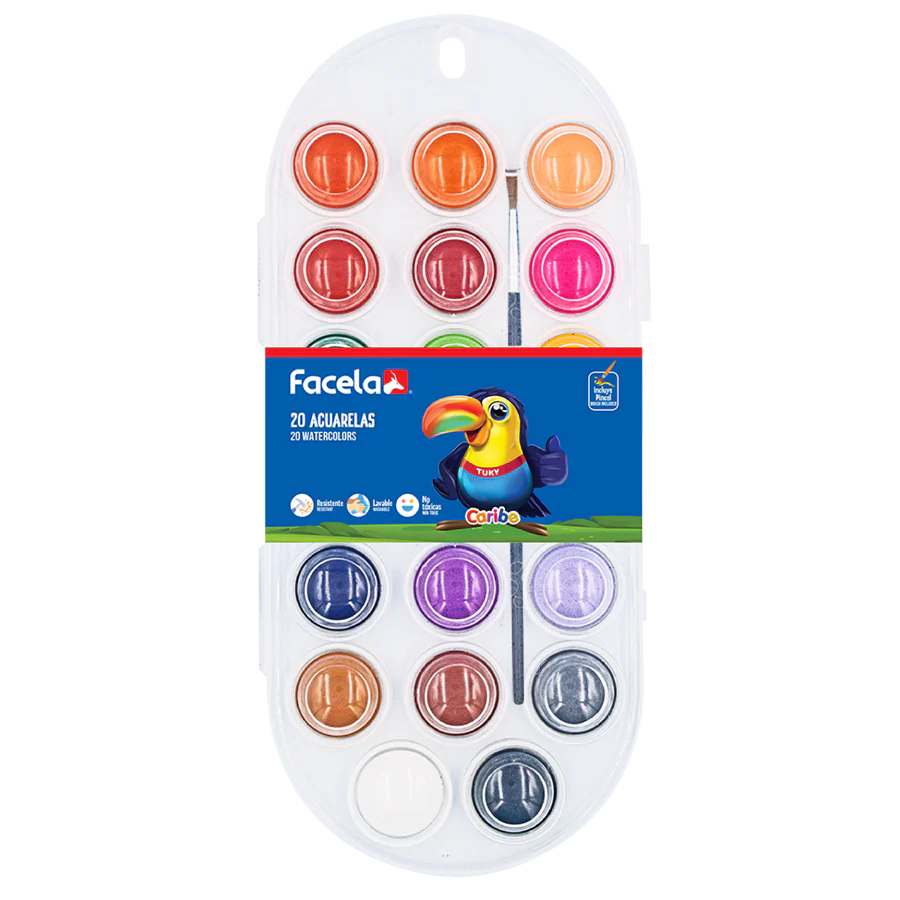 Facela
20 ACUARELAS
20 WATERCOLORS
Incluye
Pincel
BRUSH INCLUDED
TUKY
Resistente
RESISTANT
Lavable
WASHABLE
No
tóxicas
NON TOXIC
Caribe